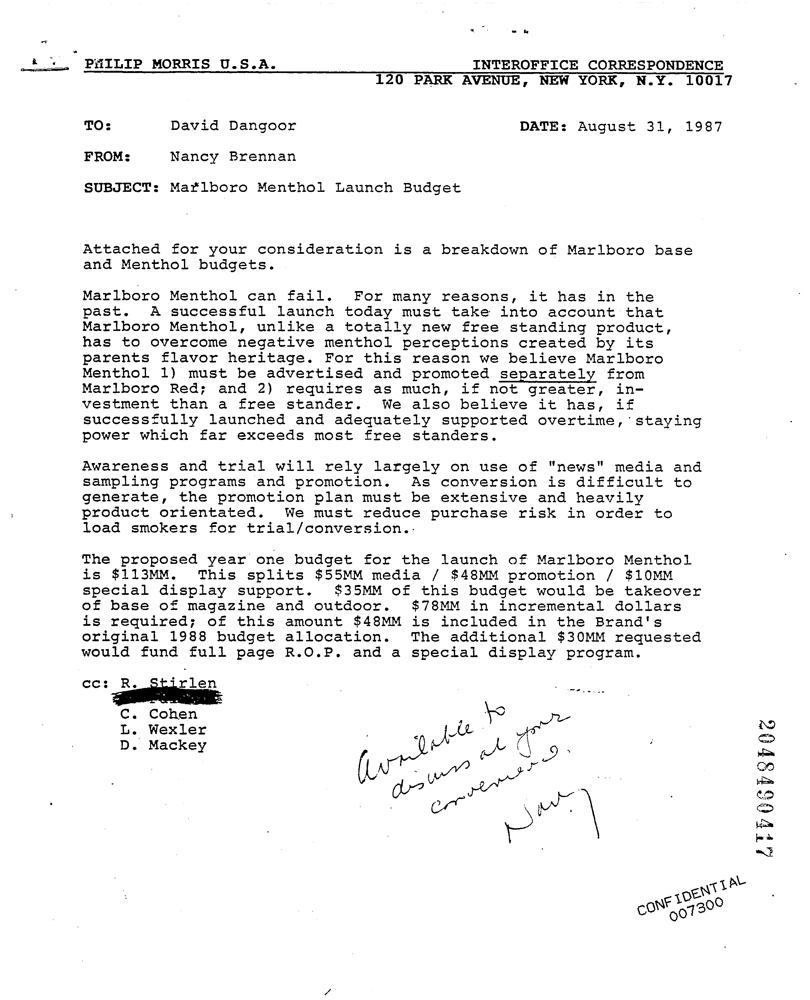 PHILIP MORRIS U.S.A. INTEROFFICE CORRESPONDENCE
120 PARK AVENUE, NEW YORK, N.Y. 10017
TO: David Dangoor DATE: August 31, 1987
FROM: Nancy Brennan
SUBJECT: Marlboro Menthol Launch Budget
Attached for your consideration is a breakdown of Marlboro base
and Menthol budgets.
Marlboro Menthol can fail. For many reasons, it has in the
past. A successful launch today must take into account that
Marlboro Menthol, unlike a totally new free standing product,
has to overcome negative menthol perceptions created by its
parents flavor heritage. For this reason we believe Marlboro
Menthol 1) must be advertised and promoted separately from
Marlboro Red; and 2) requires as much, if not greater, in-
vestment than a free stander. We also believe it has, if
successfully launched and adequately supported overtime, staying
power which far exceeds most free standers.
Awareness and trial will rely largely on use of "news" media and
sampling programs and promotion. As conversion is difficult to
generate, the promotion plan must be extensive and heavily
product orientated. We must reduce purchase risk in order to
load smokers for trial/conversion.
The proposed year one budget for the launch of Marlboro Menthol
is $113MM. This splits $55MM media / $48MM promotion / $10MM
special display support. $35MM of this budget would be takeover
of base of magazine and outdoor. $78MM in incremental dollars
is required; of this amount $48MM is included in the Brand's
original 1988 budget allocation. The additional $30MM requested
would fund full page R.O.P. and a special display program.
cc: R. Stirlen
C. Cohen
L. Wexler
D. Mackey
Available to
discuss at your
convenience.
Nancy
2048490417
CONFIDENTIAL
007300